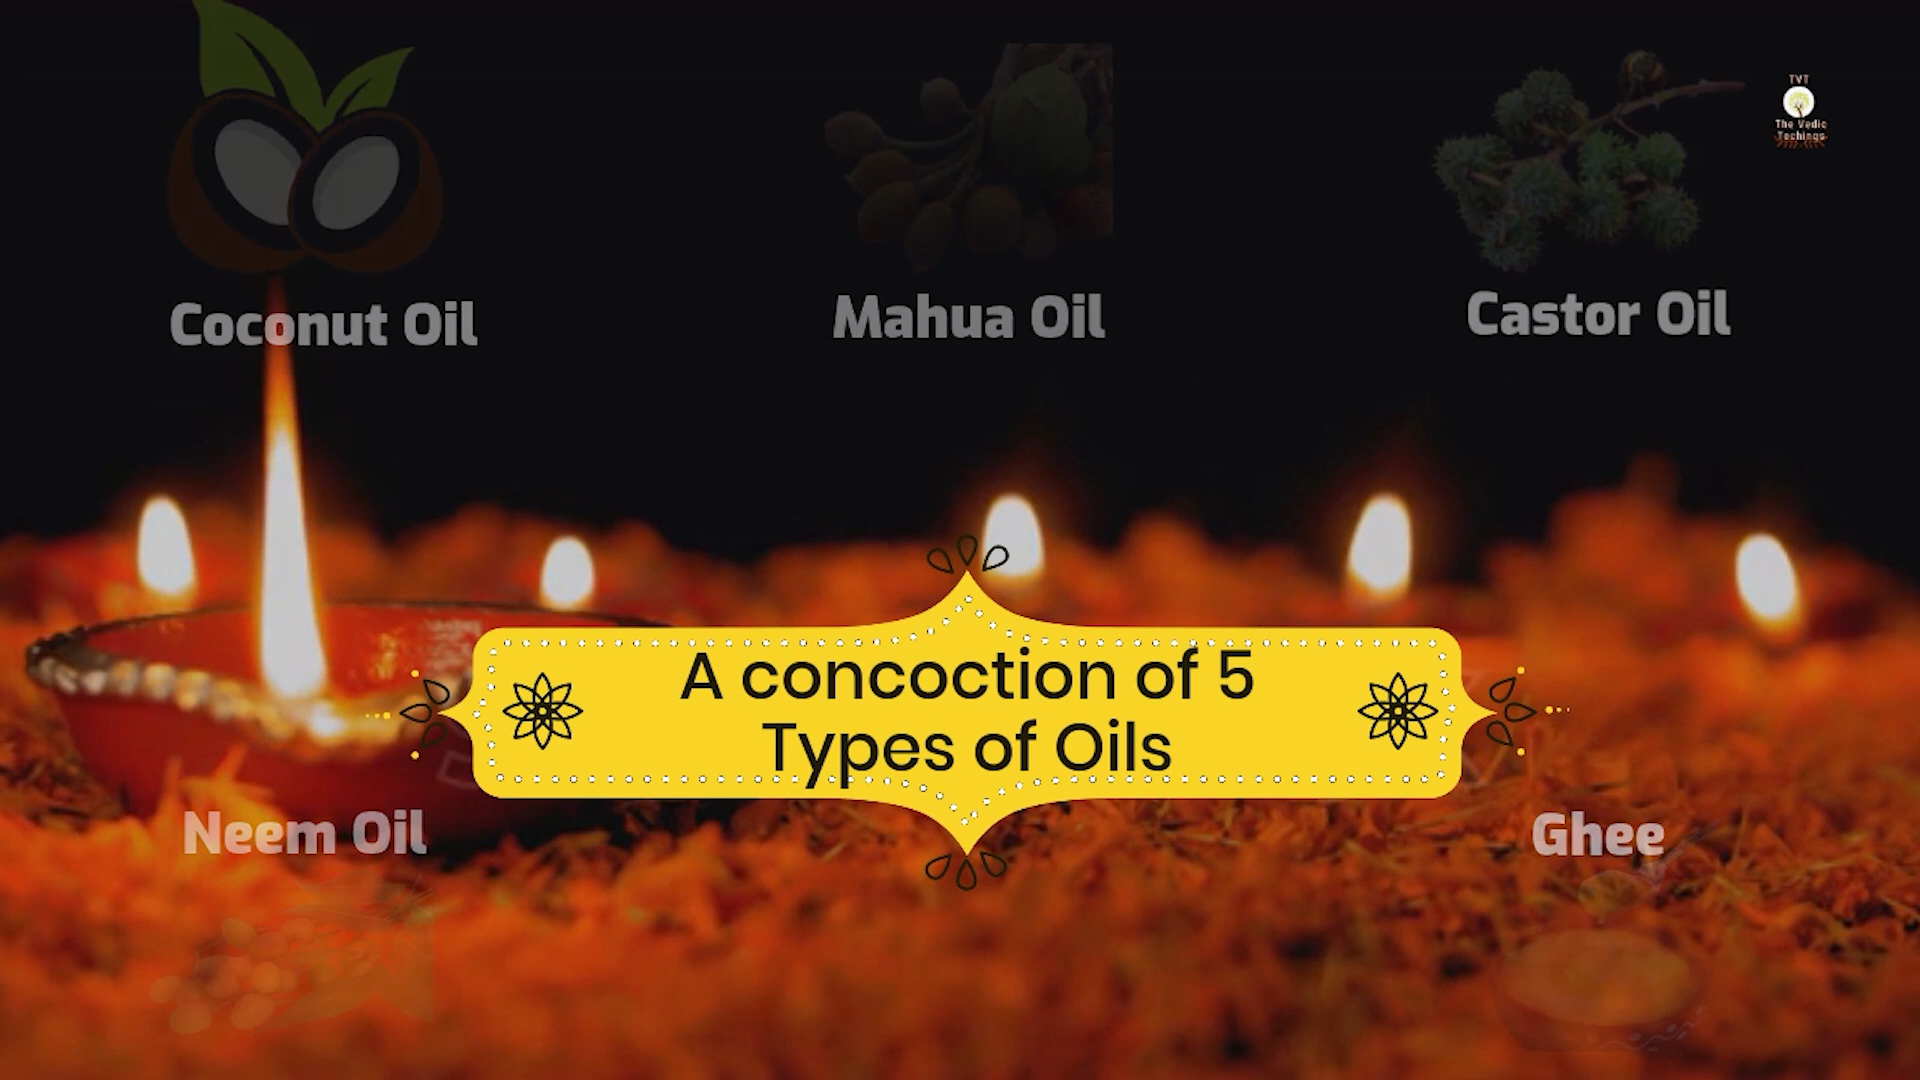 TVT
The Vedic
Techings
Coconut Oil
Mahua Oil
Castor Oil
A concoction of 5
Types of Oils
Neem Oil
Ghee